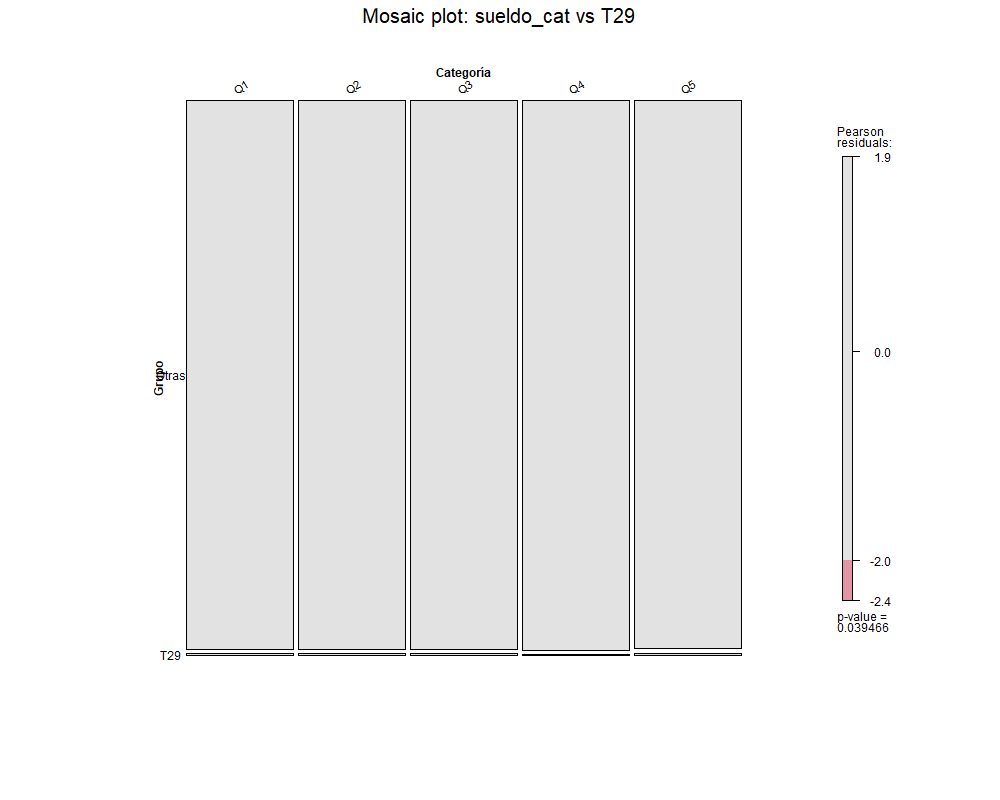 Mosaic plot: sueldo_cat vs T29
Categoría
Q1 Q2 Q3 Q4 Q5
Pearson
residuals:
1.9
0.0
-2.0
-2.4
p-value =
0.039466
Grupo
Otras
T29